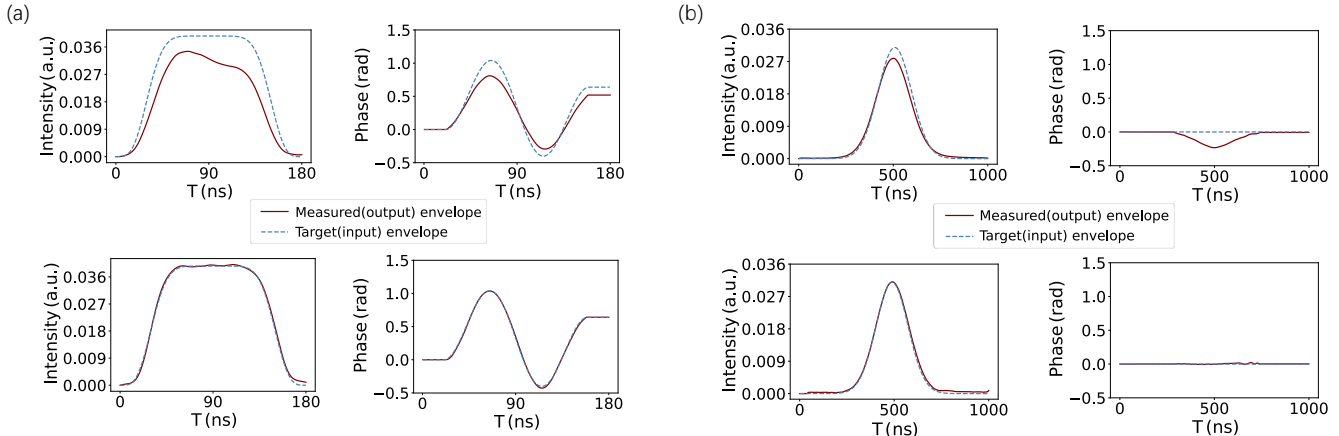 (a)
(b)
Intensity (a.u.)
0.036
0.027
0.018
0.009
0.000
0
90
180
T (ns)
Phase (rad)
1.5
1.0
0.5
0.0
−0.5
0
90
180
T (ns)
Intensity (a.u.)
0.036
0.027
0.018
0.009
0.000
0
500
1000
T (ns)
Phase (rad)
1.5
1.0
0.5
0.0
−0.5
0
500
1000
T (ns)
Measured(output) envelope
Target(input) envelope
Measured(output) envelope
Target(input) envelope
Intensity (a.u.)
0.036
0.027
0.018
0.009
0.000
0
90
180
T (ns)
Phase (rad)
1.5
1.0
0.5
0.0
−0.5
0
90
180
T (ns)
Intensity (a.u.)
0.036
0.027
0.018
0.009
0.000
0
500
1000
T (ns)
Phase (rad)
1.5
1.0
0.5
0.0
−0.5
0
500
1000
T (ns)